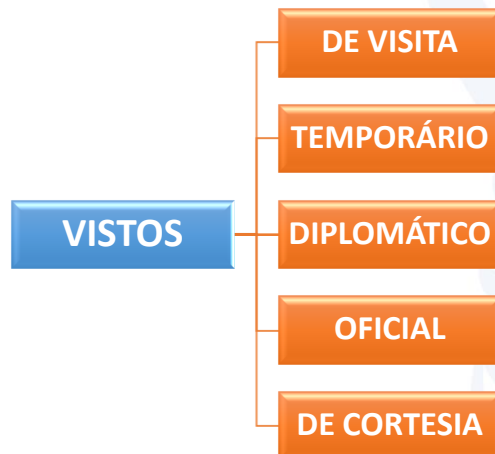 VISTOS
DE VISITA
TEMPORÁRIO
DIPLOMÁTICO
OFICIAL
DE CORTESIA